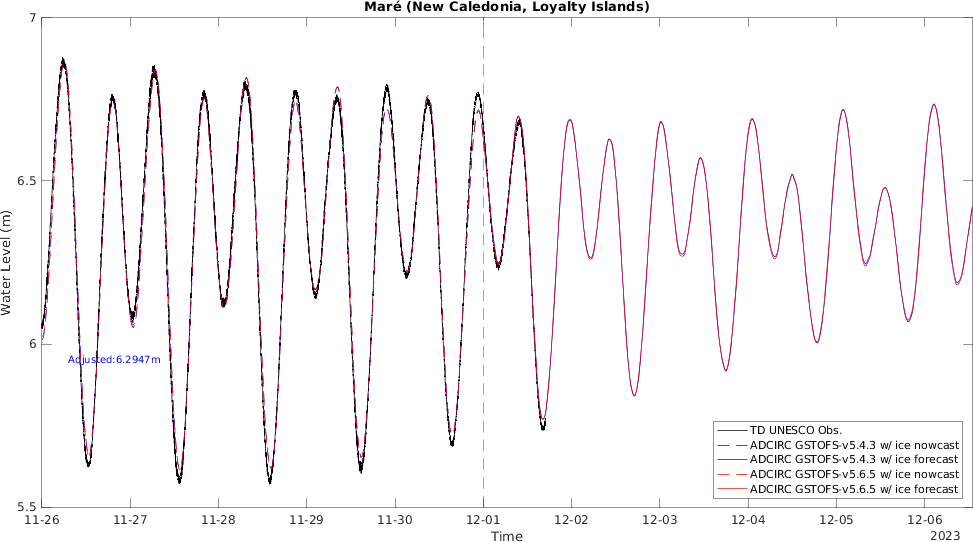 Maré (New Caledonia, Loyalty Islands)
7
6.5
6
5.5
Water Level (m)
Adjusted:6.2947m
TD UNESCO Obs.
ADCIRC GSTOFS-v5.4.3 w/ ice nowcast
ADCIRC GSTOFS-v5.4.3 w/ ice forecast
ADCIRC GSTOFS-v5.6.5 w/ ice nowcast
ADCIRC GSTOFS-v5.6.5 w/ ice forecast
11-26 11-27 11-28 11-29 11-30 12-01 12-02 12-03 12-04 12-05 12-06
Time
2023